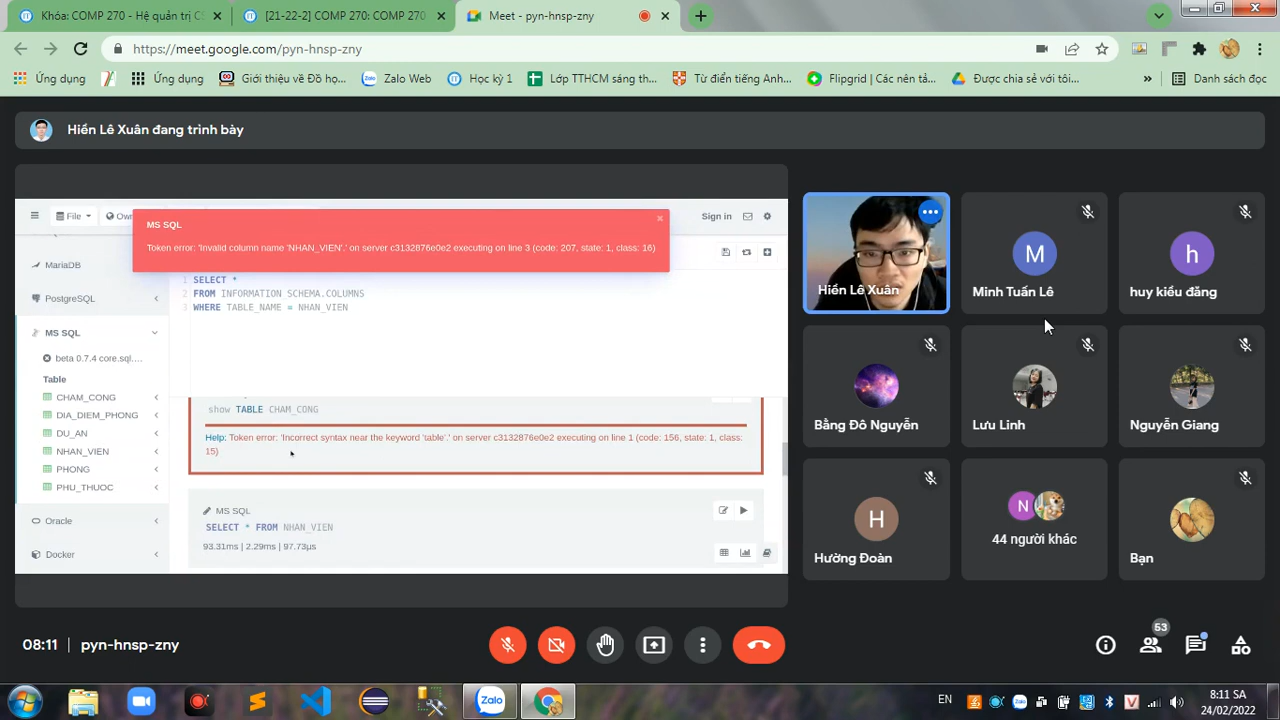 Khóa: COMP 270 - Hệ quản trị CS
[21-22-2] COMP 270: COMP 270
Meet - pyn-hnsp-zny
https://meet.google.com/pyn-hnsp-zny
Ứng dụng
Ứng dụng
Giới thiệu về Đồ họ...
Zalo Web
Học kỳ 1
Lớp TTHCM sáng th...
Từ điển tiếng Anh...
Flipgrid | Các nên tả...
Được chia sẻ với tôi...
»
Danh sách đọc
Hiển Lê Xuân đang trình bày
File
Own
Sign in
MS SQL
Token error: 'Invalid column name 'NHAN_VIEN'.' on server c3132876e0e2 executing on line 3 (code: 207, state: 1, class: 16)
MariaDB
PostgreSQL
MS SQL
beta 0.7.4 core.sql....
Table
CHAM_CONG
DIA_DIEM_PHONG
DU_AN
NHAN_VIEN
PHONG
PHU_THUOC
Oracle
Docker
1 SELECT *
2 FROM INFORMATION SCHEMA.COLUMNS
3 WHERE TABLE_NAME = NHAN_VIEN
show TABLE CHAM_CONG
Help: Token error: 'Incorrect syntax near the keyword 'table'.' on server c3132876e0e2 executing on line 1 (code: 156, state: 1, class:
15)
MS SQL
SELECT * FROM NHAN_VIEN
93.31ms | 2.29ms | 97.73µs
Hiển Lê Xuân
M
Minh Tuấn Lê
h
huy kiều đăng
Bằng Đô Nguyễn
Lưu Linh
Nguyễn Giang
H
Hường Đoàn
N
44 người khác
Bạn
08:11 | pyn-hnsp-zny
53
Zalo
EN
Zalo
V
8:11 SA
24/02/2022